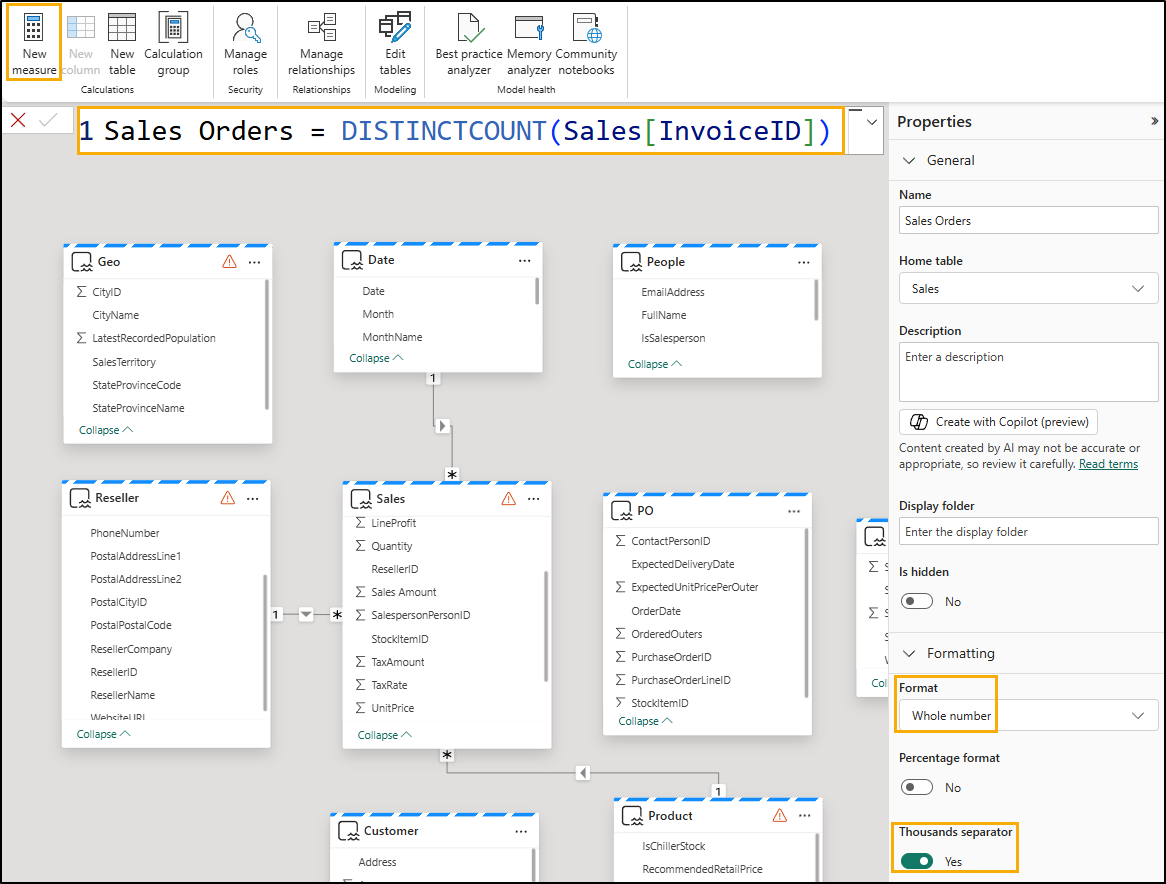 New measure
New column
New table
Calculation group
Calculations
Manage roles
Security
Manage relationships
Relationships
Edit tables
Modeling
Best practice analyzer
Memory analyzer
Community notebooks
Model health
1 Sales Orders = DISTINCTCOUNT(Sales[InvoiceID])
Geo
CityID
CityName
LatestRecordedPopulation
SalesTerritory
StateProvinceCode
StateProvinceName
Collapse
Date
Date
Month
MonthName
Collapse
People
EmailAddress
FullName
IsSalesperson
Collapse
1
*
Reseller
PhoneNumber
PostalAddressLine1
PostalAddressLine2
PostalCityID
PostalPostalCode
ResellerCompany
ResellerID
ResellerName
WebsiteURL
Collapse
1
*
Sales
LineProfit
Quantity
ResellerID
Sales Amount
SalespersonPersonID
StockItemID
TaxAmount
TaxRate
UnitPrice
Collapse
*
1
PO
ContactPersonID
ExpectedDeliveryDate
ExpectedUnitPricePerOuter
OrderDate
OrderedOuters
PurchaseOrderID
PurchaseOrderLineID
StockItemID
Collapse
Customer
Address
Product
IsChillerStock
RecommendedRetailPrice
Properties
General
Name
Sales Orders
Home table
Sales
Description
Enter a description
Create with Copilot (preview)
Content created by AI may not be accurate or
appropriate, so review it carefully. Read terms
Display folder
Enter the display folder
Is hidden
No
Formatting
Format
Whole number
Percentage format
No
Thousands separator
Yes